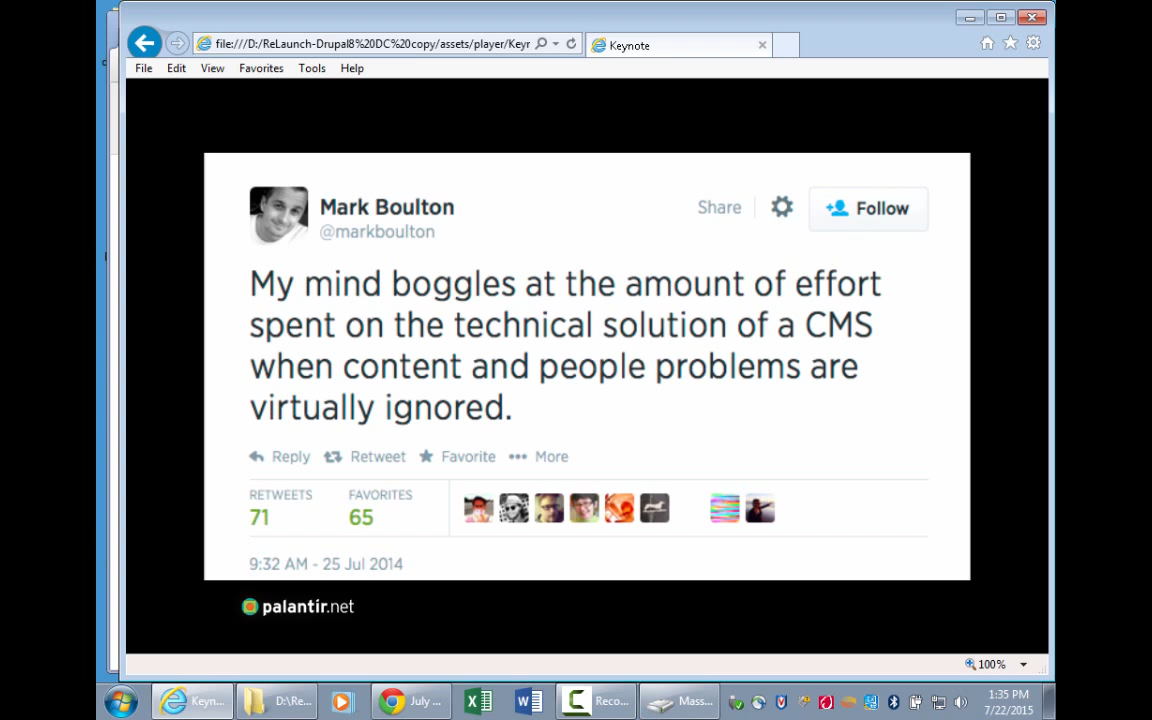 file:///D:/ReLaunch-Drupal8%20DC%20copy/assets/player/Keyr
Keynote
File Edit View Favorites Tools Help
Mark Boulton
@markboulton
Share
Follow
My mind boggles at the amount of effort
spent on the technical solution of a CMS
when content and people problems are
virtually ignored.
Reply Retweet Favorite More
RETWEETS FAVORITES
71 65
9:32 AM - 25 Jul 2014
palantir.net
100%
Keyn... D:\Re... July ... Reco... Mass...
1:35 PM
7/22/2015